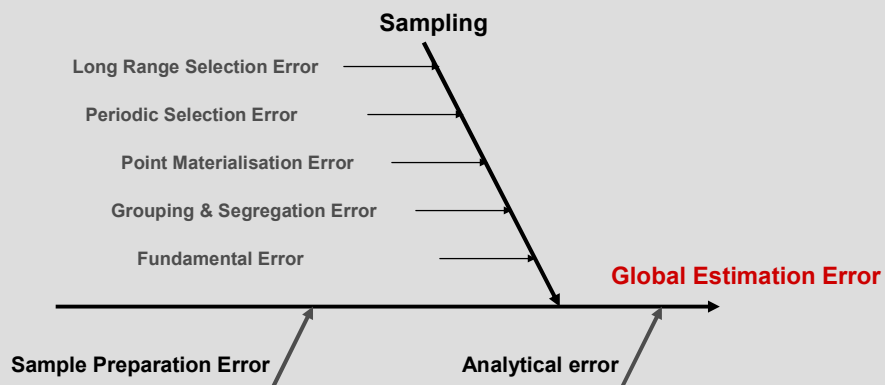 Sampling
Long Range Selection Error
Periodic Selection Error
Point Materialisation Error
Grouping & Segregation Error
Fundamental Error
Global Estimation Error
Sample Preparation Error
Analytical error